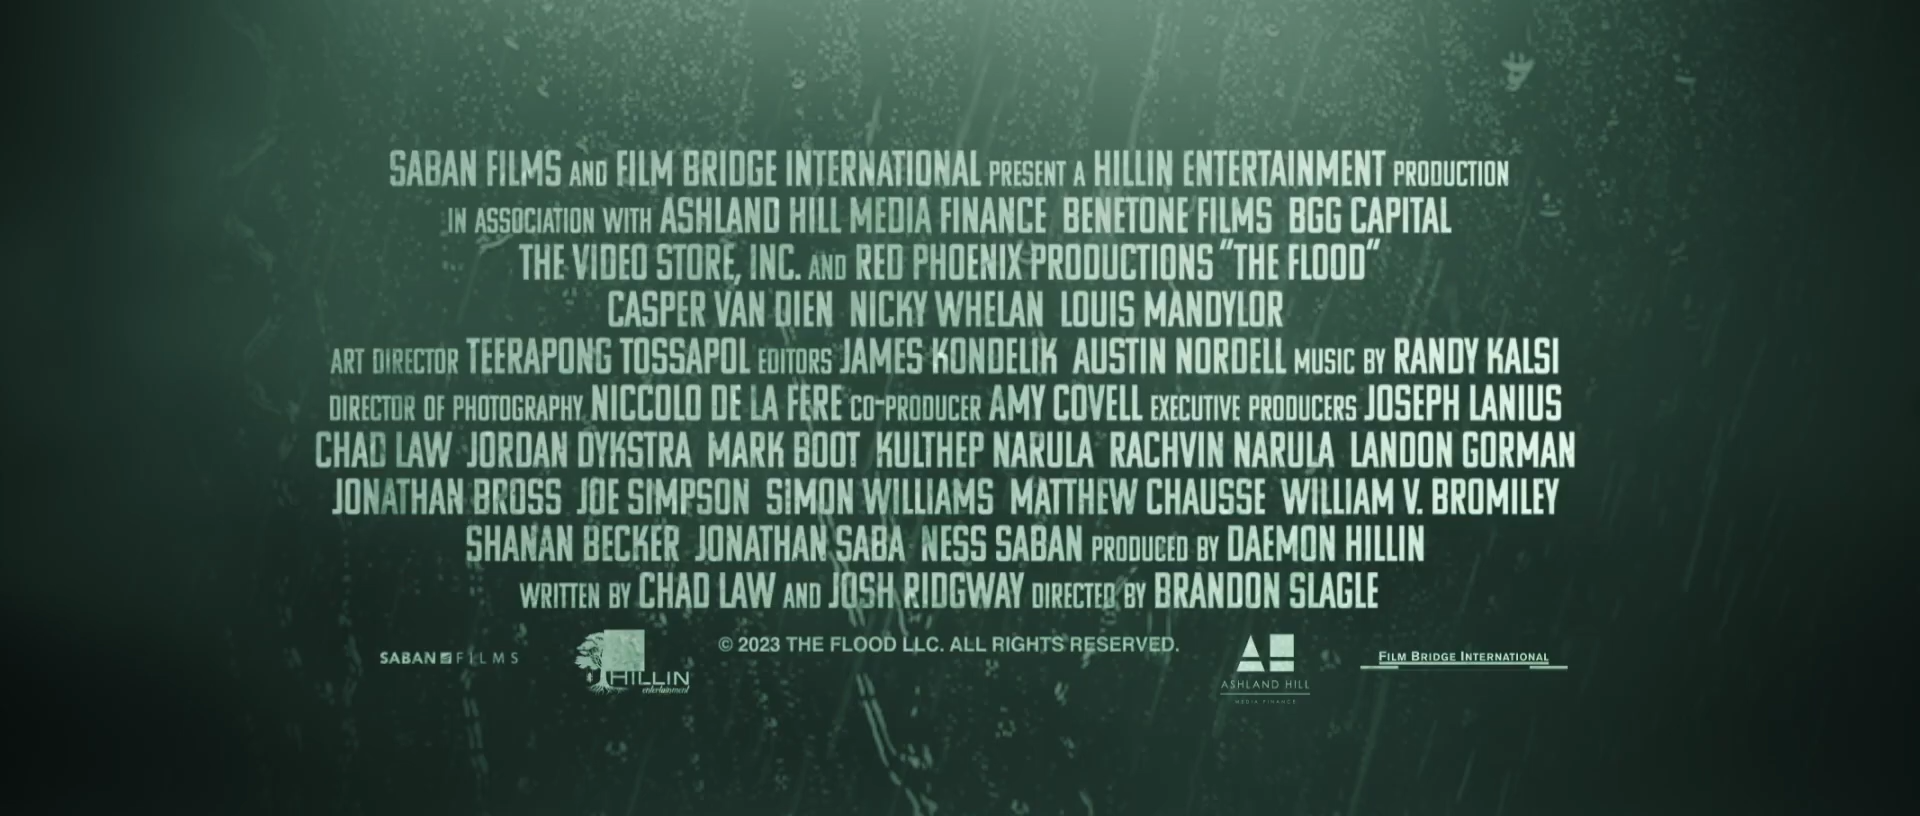 SABAN FILMS AND FILM BRIDGE INTERNATIONAL PRESENT A HILLIN ENTERTAINMENT PRODUCTION
IN ASSOCIATION WITH ASHLAND HILL MEDIA FINANCE BENETONE FILMS BGG CAPITAL
THE VIDEO STORE, INC. AND RED PHOENIX PRODUCTIONS "THE FLOOD"
CASPER VAN DIEN NICKY WHELAN LOUIS MANDYLOR
ART DIRECTOR TEERAPONG TOSSAPOL EDITORS JAMES KONDELIK AUSTIN NORDELL MUSIC BY RANDY KALSI
DIRECTOR OF PHOTOGRAPHY NICCOLO DE LA FERE CO-PRODUCER AMY COVELL EXECUTIVE PRODUCERS JOSEPH LANIUS
CHAD LAW JORDAN DYKSTRA MARK BOOT KULTHEP NARULA RACHVIN NARULA LANDON GORMAN
JONATHAN BROSS JOE SIMPSON SIMON WILLIAMS MATTHEW CHAUSSE WILLIAM V. BROMILEY
SHANAN BECKER JONATHAN SABA NESS SABAN PRODUCED BY DAEMON HILLIN
WRITTEN BY CHAD LAW AND JOSH RIDGWAY DIRECTED BY BRANDON SLAGLE
SABAN FILMS
HILLIN
entertainment
© 2023 THE FLOOD LLC. ALL RIGHTS RESERVED.
ASHLAND HILL
MEDIA FINANCE
FILM BRIDGE INTERNATIONAL